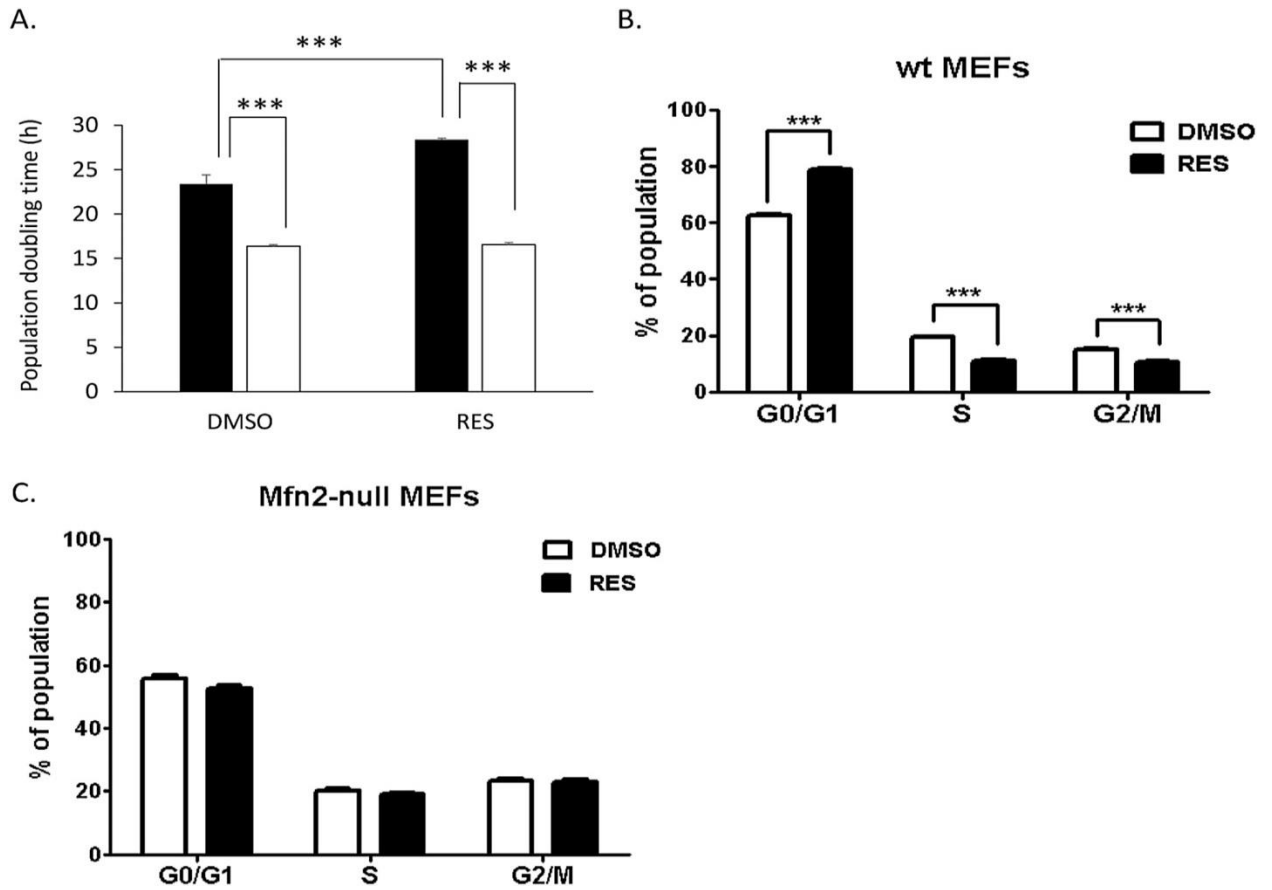 A.
***
***
***
Population doubling time (h)
30
25
20
15
10
5
0
DMSO RES
B.
wt MEFs
DMSO
RES
% of population
100
80
60
40
20
0
***
***
***
G0/G1 S G2/M
C.
Mfn2-null MEFs
DMSO
RES
% of population
100
80
60
40
20
0
G0/G1 S G2/M